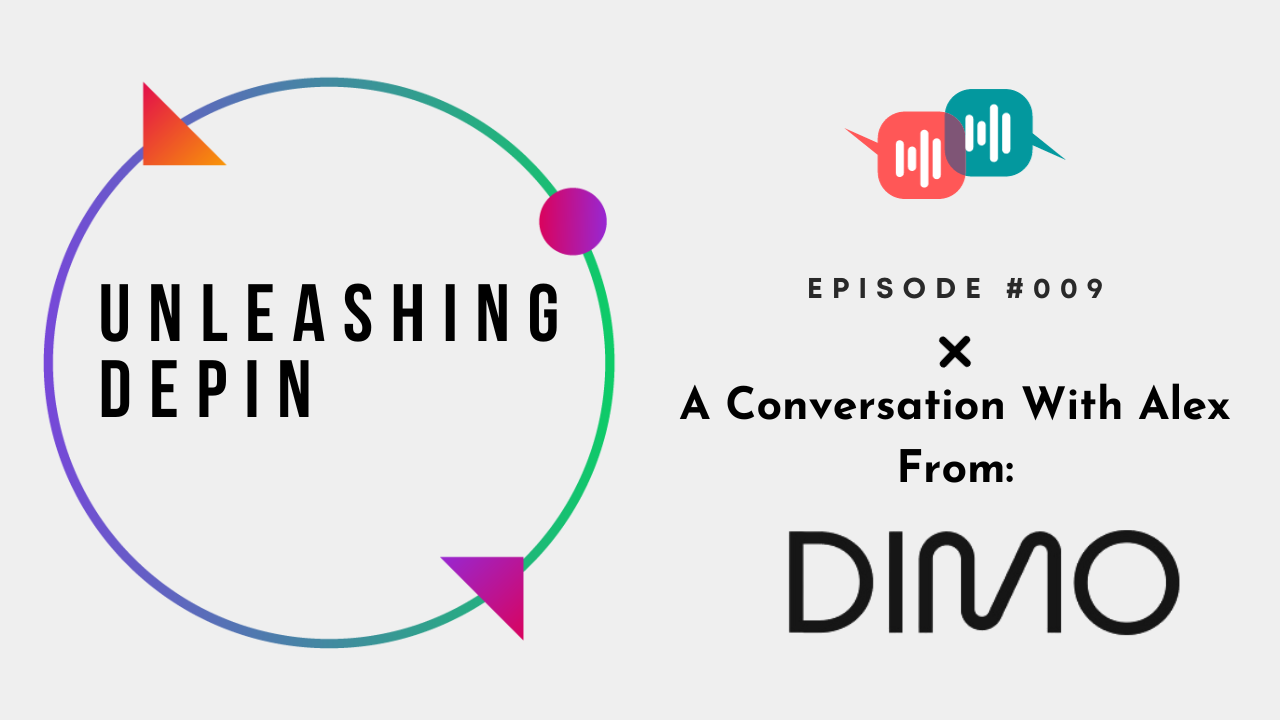 UNLEASHING
DEPIN
EPISODE #009
A Conversation With Alex
From:
DIMO